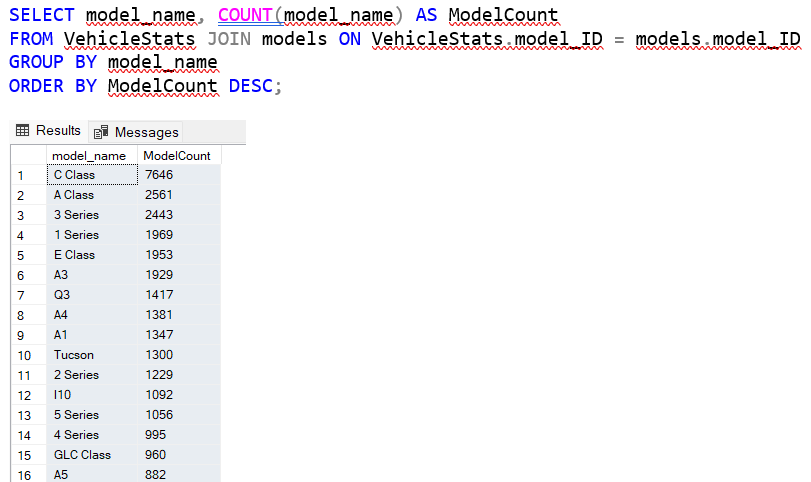 SELECT model_name, COUNT(model_name) AS ModelCount
FROM VehicleStats JOIN models ON VehicleStats.model_ID = models.model_ID
GROUP BY model_name
ORDER BY ModelCount DESC;
Results Messages
model_name ModelCount
1 C Class 7646
2 A Class 2561
3 3 Series 2443
4 1 Series 1969
5 E Class 1953
6 A3 1929
7 Q3 1417
8 A4 1381
9 A1 1347
10 Tucson 1300
11 2 Series 1229
12 I10 1092
13 5 Series 1056
14 4 Series 995
15 GLC Class 960
16 A5 882